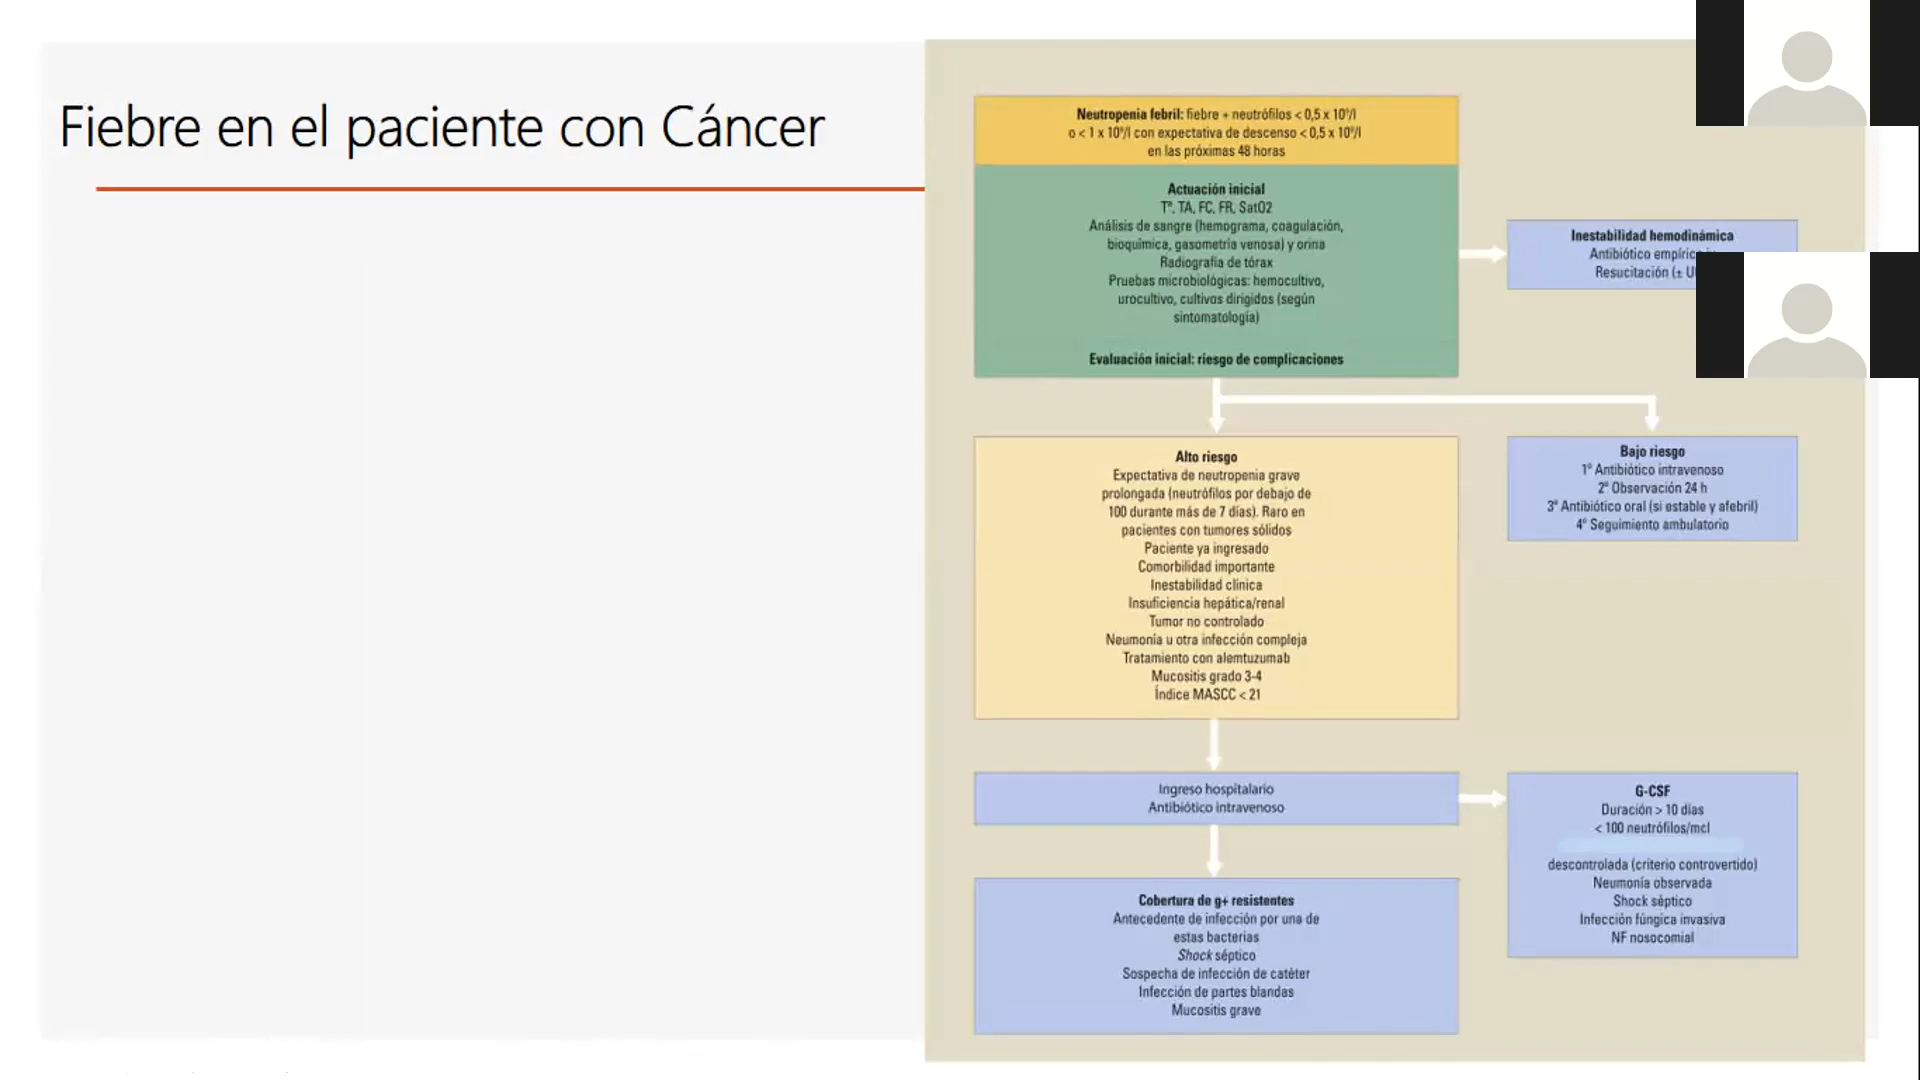 Fiebre en el paciente con Cáncer
Neutropenia febril: fiebre + neutrófilos < 0,5 x 10⁹/l
o < 1 x 10⁹/l con expectativa de descenso < 0,5 x 10⁹/l
en las próximas 48 horas
Actuación inicial
Tª, TA, FC, FR, SatO2
Análisis de sangre (hemograma, coagulación,
bioquímica, gasometría venosa) y orina
Radiografía de tórax
Pruebas microbiológicas: hemocultivo,
urocultivo, cultivos dirigidos (según
sintomatología)
Evaluación inicial: riesgo de complicaciones
Inestabilidad hemodinámica
Antibiótico
Resucitación (±
Alto riesgo
Expectativa de neutropenia grave
prolongada (neutrófilos por debajo de
100 durante más de 7 días). Raro en
pacientes con tumores sólidos
Paciente ya ingresado
Comorbilidad importante
Inestabilidad clínica
Insuficiencia hepática/renal
Tumor no controlado
Neumonía u otra infección compleja
Tratamiento con alemtuzumab
Mucositis grado 3-4
Índice MASCC < 21
Bajo riesgo
1º Antibiótico intravenoso
2º Observación 24 h
3º Antibiótico oral (si estable y afebril)
4º Seguimiento ambulatorio
Ingreso hospitalario
Antibiótico intravenoso
G-CSF
Duración > 10 días
< 100 neutrófilos/mcl
descontrolada (criterio controvertido)
Neumonía observada
Shock séptico
Infección fúngica invasiva
NF nosocomial
Cobertura de g+ resistentes
Antecedente de infección por una de
estas bacterias
Shock séptico
Sospecha de infección de catéter
Infección de partes blandas
Mucositis grave